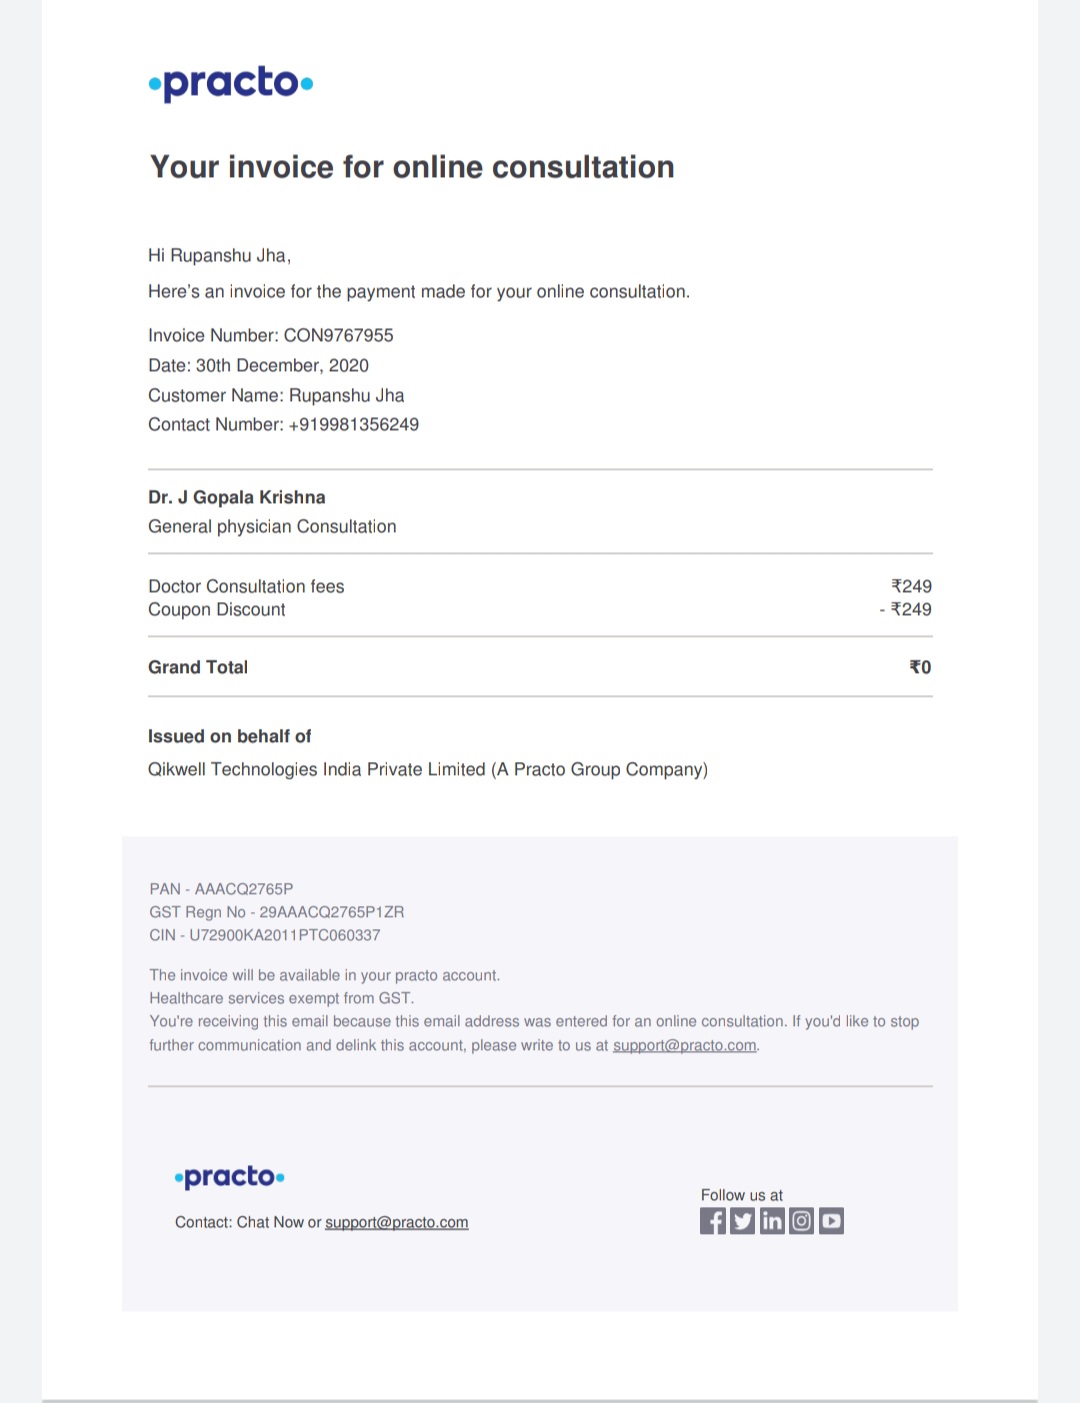 practo
Your invoice for online consultation
Hi Rupanshu Jha,
Here's an invoice for the payment made for your online consultation.
Invoice Number: CON9767955
Date: 30th December, 2020
Customer Name: Rupanshu Jha
Contact Number: +919981356249
Dr. J Gopala Krishna
General physician Consultation
Doctor Consultation fees ₹249
Coupon Discount - ₹249
Grand Total ₹0
Issued on behalf of
Qikwell Technologies India Private Limited (A Practo Group Company)
PAN - AAACQ2765P
GST Regn No - 29AAACQ2765P1ZR
CIN - U72900KA2011PTC060337
The invoice will be available in your practo account.
Healthcare services exempt from GST.
You're receiving this email because this email address was entered for an online consultation. If you'd like to stop
further communication and delink this account, please write to us at support@practo.com.
practo
Contact: Chat Now or support@practo.com
Follow us at